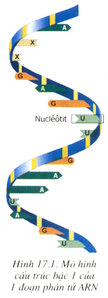 A
X
X
G
A
Nuclêôtit
U
U
G
A
A
G
U
A
Hình 17.1. Mô hình
cấu trúc bậc 1 của
1 đoạn phân tử ARN